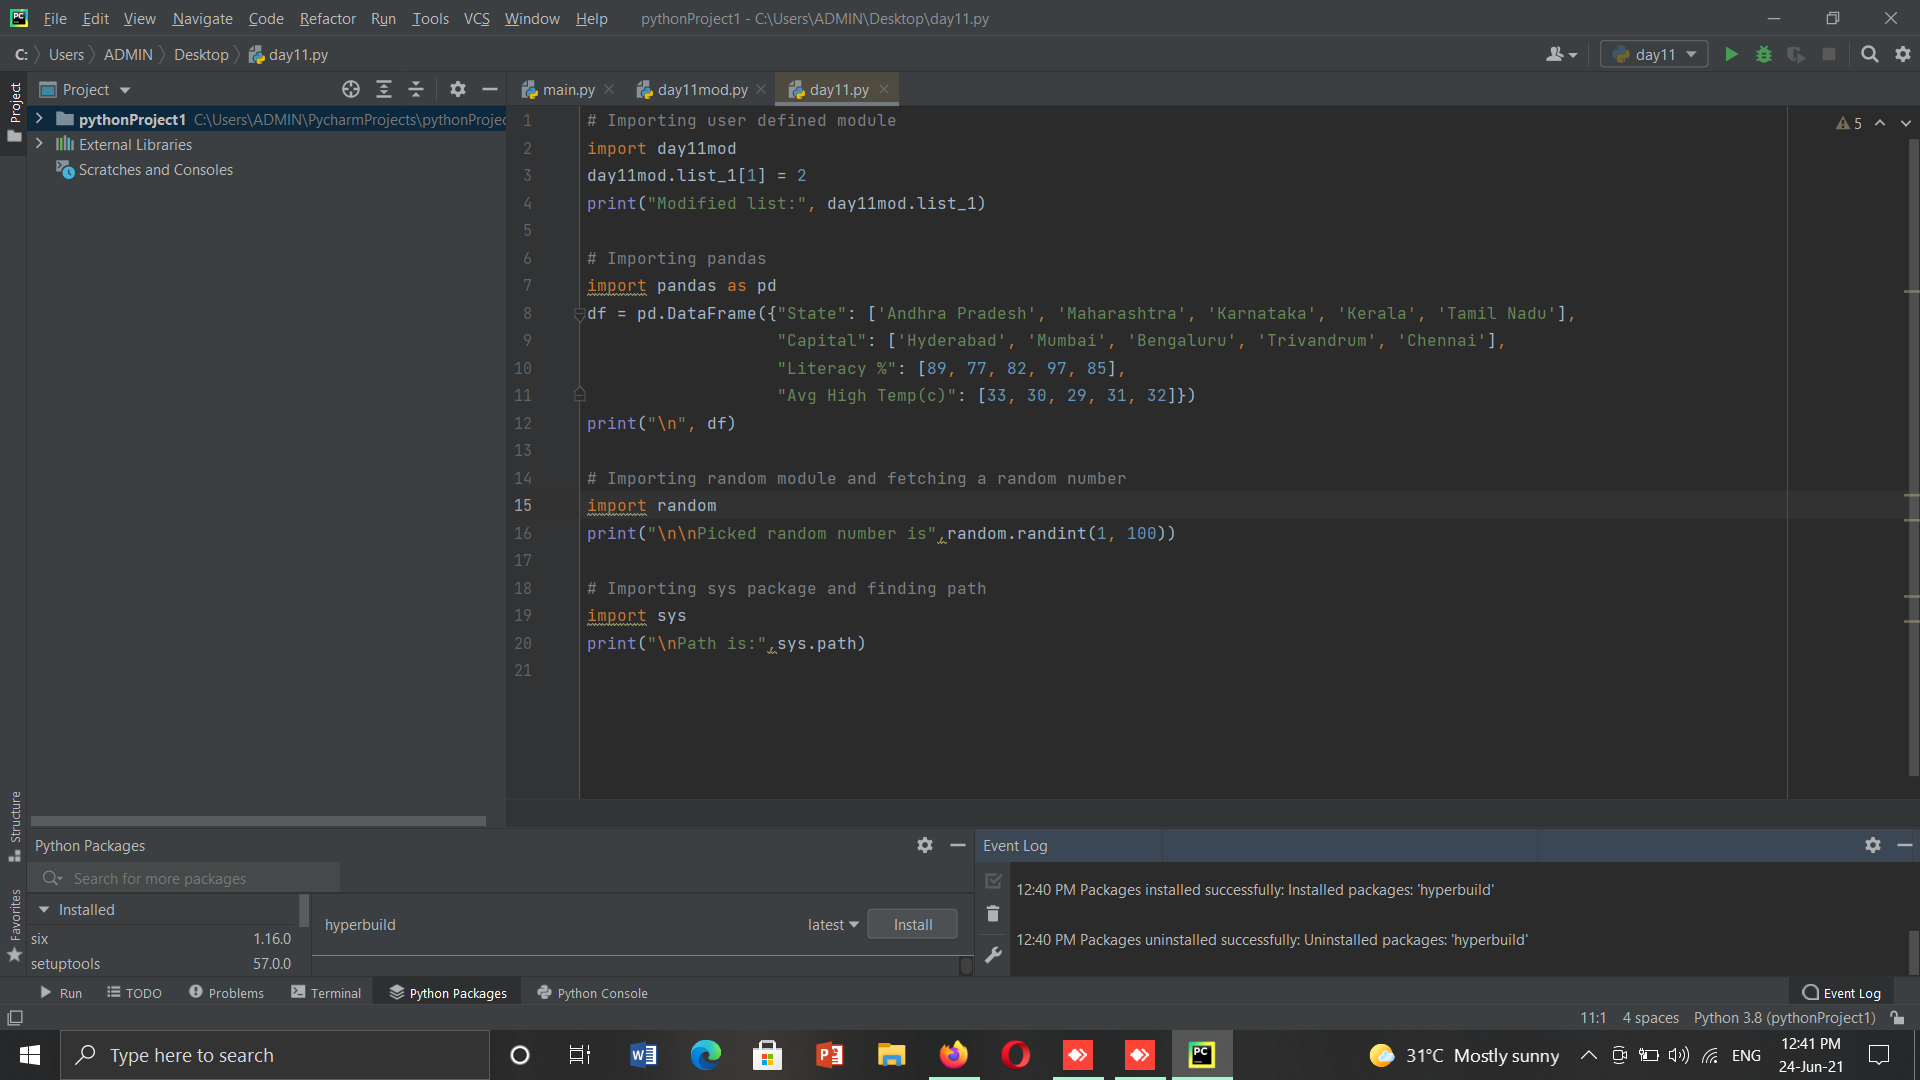 File Edit View Navigate Code Refactor Run Tools VCS Window Help pythonProject1 - C:\Users\ADMIN\Desktop\day11.py
C: Users ADMIN Desktop day11.py day11
Project
Project
main.py day11mod.py day11.py
pythonProject1 C:\Users\ADMIN\PycharmProjects\pythonProjec
External Libraries
Scratches and Consoles
5
1 # Importing user defined module
2 import day11mod
3 day11mod.list_1[1] = 2
4 print("Modified list:", day11mod.list_1)
5
6 # Importing pandas
7 import pandas as pd
8 df = pd.DataFrame({"State": ['Andhra Pradesh', 'Maharashtra', 'Karnataka', 'Kerala', 'Tamil Nadu'],
9 "Capital": ['Hyderabad', 'Mumbai', 'Bengaluru', 'Trivandrum', 'Chennai'],
10 "Literacy %": [89, 77, 82, 97, 85],
11 "Avg High Temp(c)": [33, 30, 29, 31, 32]})
12 print("\n", df)
13
14 # Importing random module and fetching a random number
15 import random
16 print("\n\nPicked random number is",random.randint(1, 100))
17
18 # Importing sys package and finding path
19 import sys
20 print("\nPath is:",sys.path)
21
Structure
Favorites
Python Packages
Search for more packages
Installed
six 1.16.0
setuptools 57.0.0
hyperbuild latest Install
Event Log
12:40 PM Packages installed successfully: Installed packages: 'hyperbuild'
12:40 PM Packages uninstalled successfully: Uninstalled packages: 'hyperbuild'
Run TODO Problems Terminal Python Packages Python Console Event Log
11:1 4 spaces Python 3.8 (pythonProject1)
Type here to search
31°C Mostly sunny ENG 12:41 PM
24-Jun-21